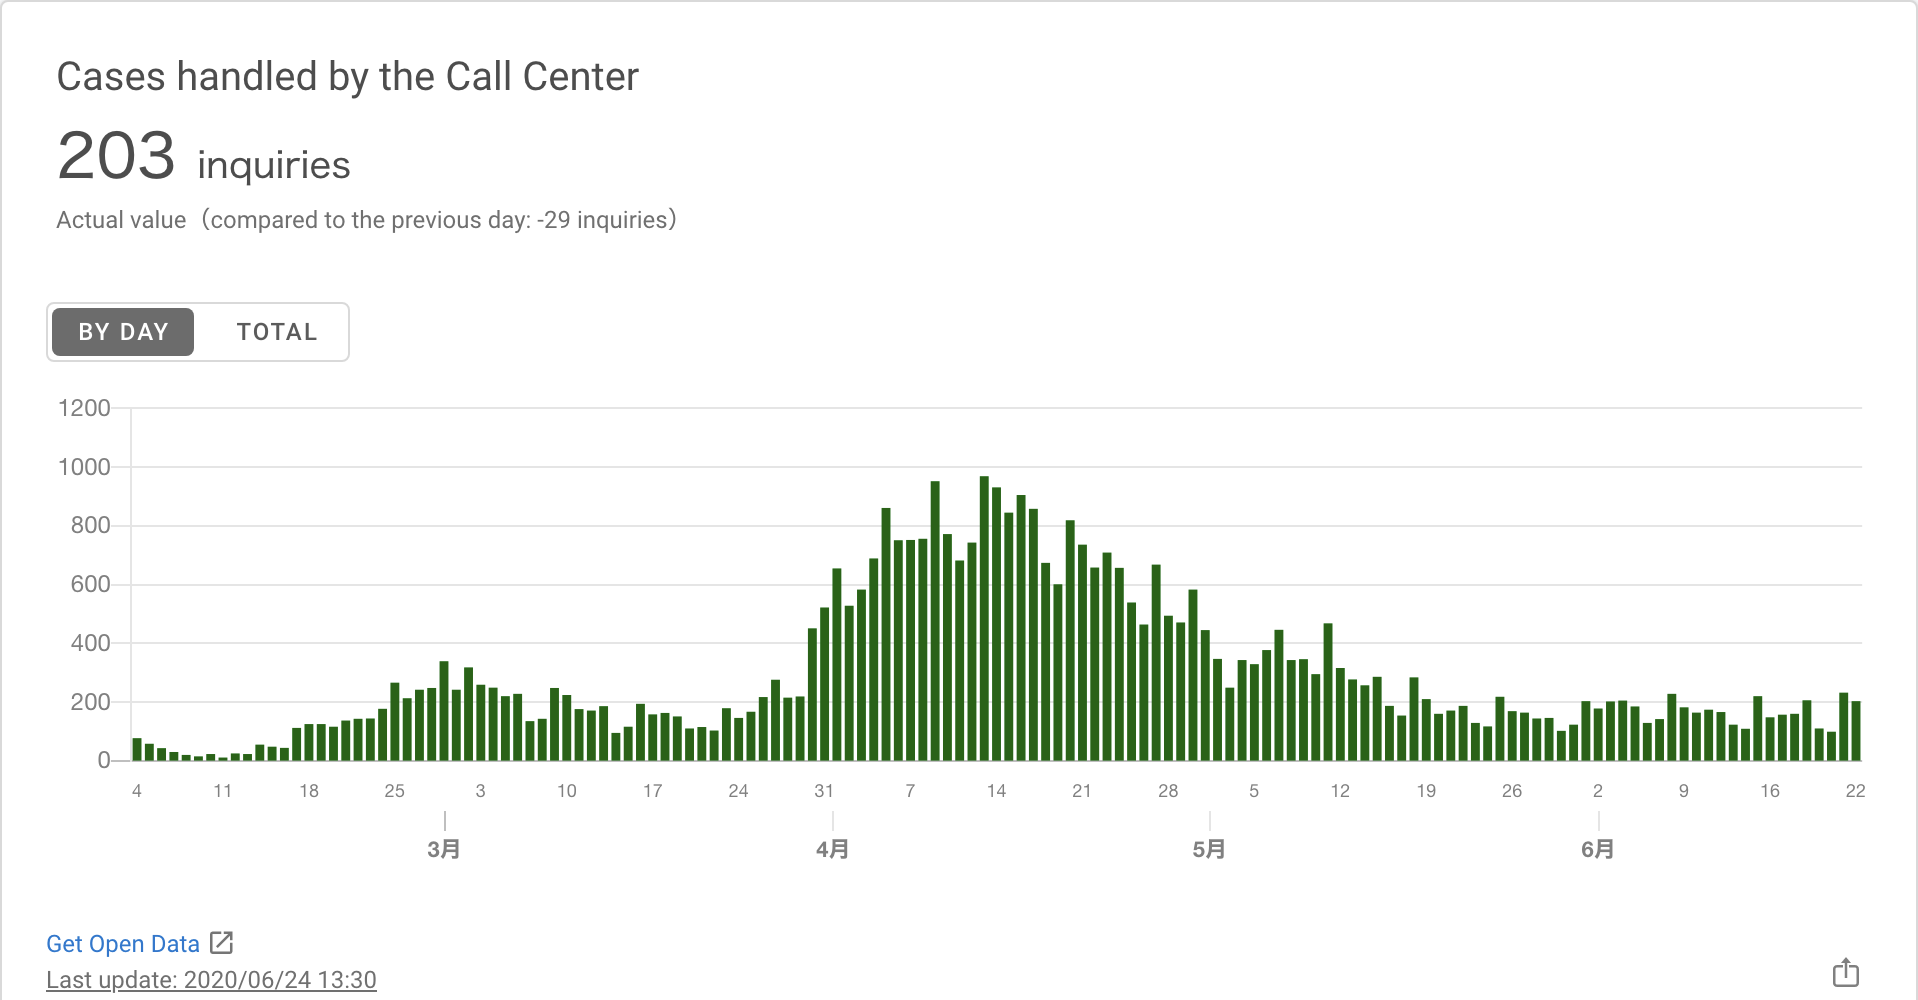 Cases handled by the Call Center
203 inquiries
Actual value（compared to the previous day: -29 inquiries）
BY DAY TOTAL
1200
1000
800
600
400
200
0
4 11 18 25 3 10 17 24 31 7 14 21 28 5 12 19 26 2 9 16 22
3月 4月 5月 6月
Get Open Data
Last update: 2020/06/24 13:30